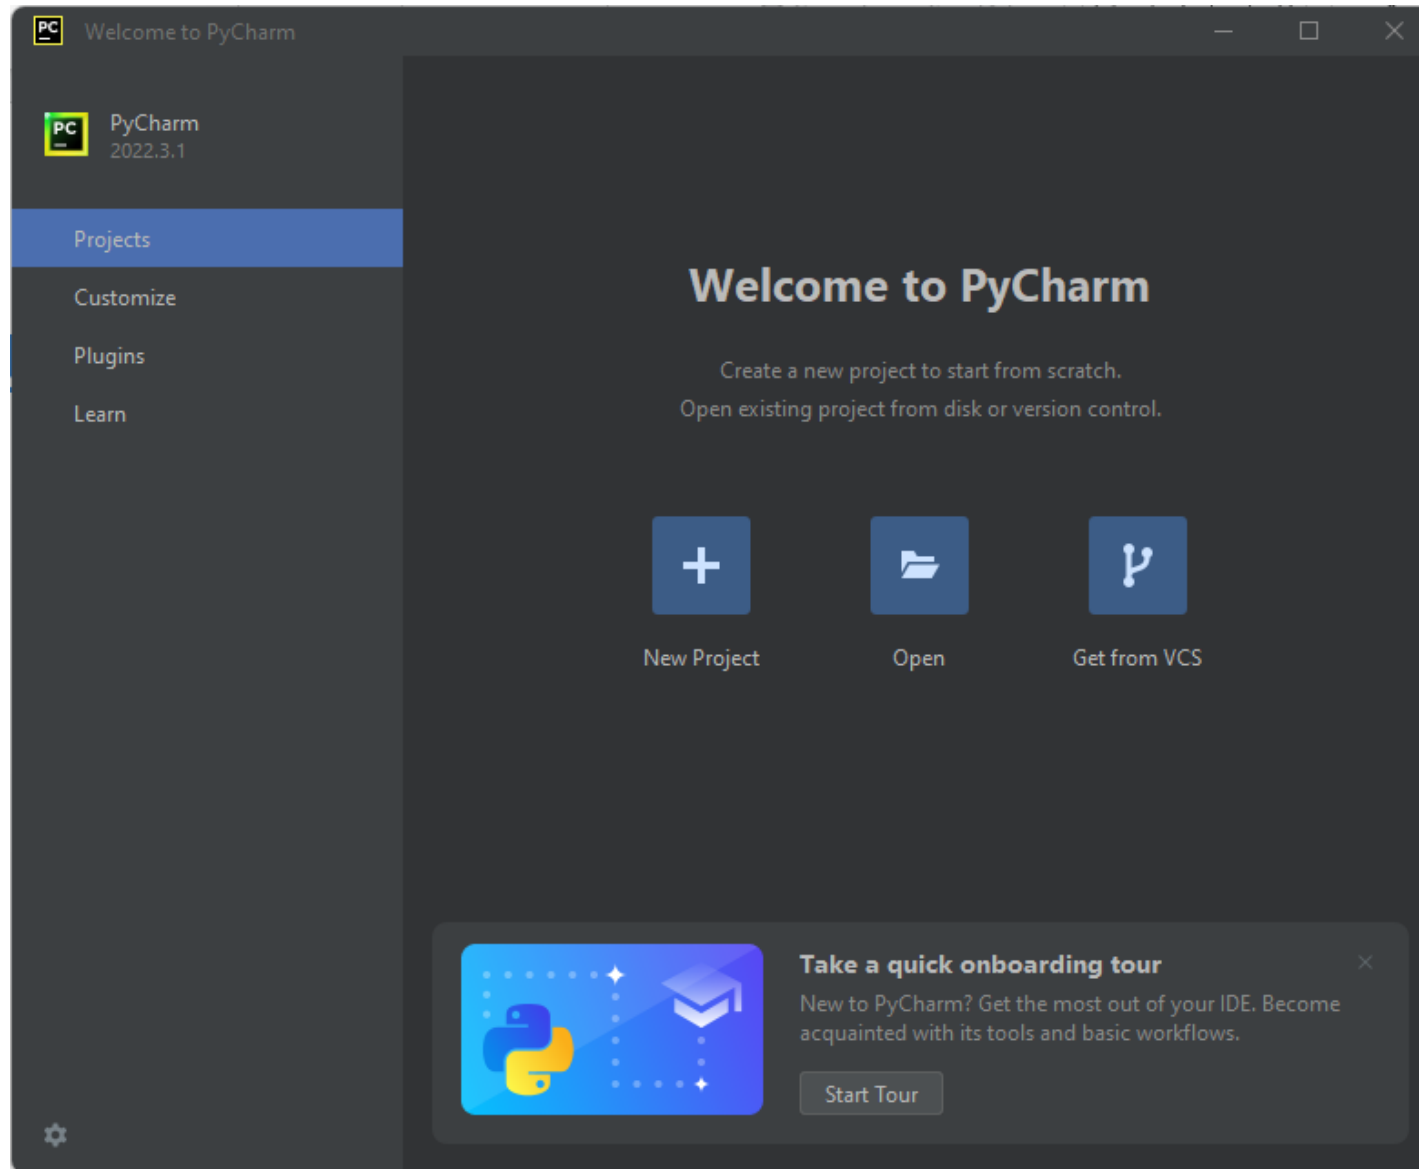 PC
Welcome to PyCharm
PC
PyCharm
2022.3.1
Projects
Customize
Plugins
Learn
Welcome to PyCharm
Create a new project to start from scratch.
Open existing project from disk or version control.
New Project
Open
Get from VCS
Take a quick onboarding tour
New to PyCharm? Get the most out of your IDE. Become
acquainted with its tools and basic workflows.
Start Tour